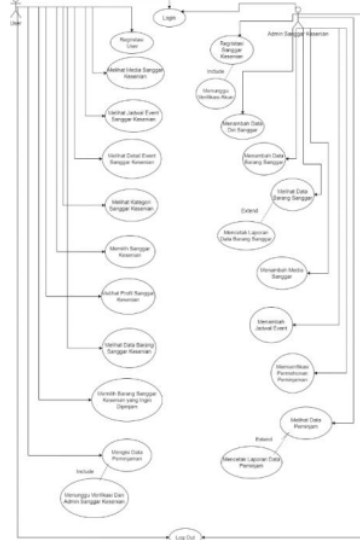 User
Login
Admin Sanggar Kesenian
Registrasi
User
Registrasi
Sanggar
Kesenian
Include
Menunggu
Verifikasi Akun
Melihat Media Sanggar
Kesenian
Melihat Jadwal Event
Sanggar Kesenian
Menambah Data
Diri Sanggar
Melihat Detail Event
Sanggar Kesenian
Menambah Data
Barang Sanggar
Melihat Kategori
Sanggar Kesenian
Melihat Data
Barang Sanggar
Extend
Mencetak Laporan
Data Barang Sanggar
Memilih Sanggar
Kesenian
Menambah Media
Sanggar
Melihat Profil Sanggar
Kesenian
Menambah
Jadwal Event
Melihat Data Barang
Sanggar Kesenian
Memverifikasi
Permohonan
Peminjaman
Memilih Barang Sanggar
Kesenian yang Ingin
Dipinjam
Melihat Data
Peminjam
Extend
Mencetak Laporan Data
Peminjam
Mengisi Data
Peminjaman
Include
Menunggu Verifikasi Dari
Admin Sanggar Kesenian
Log Out